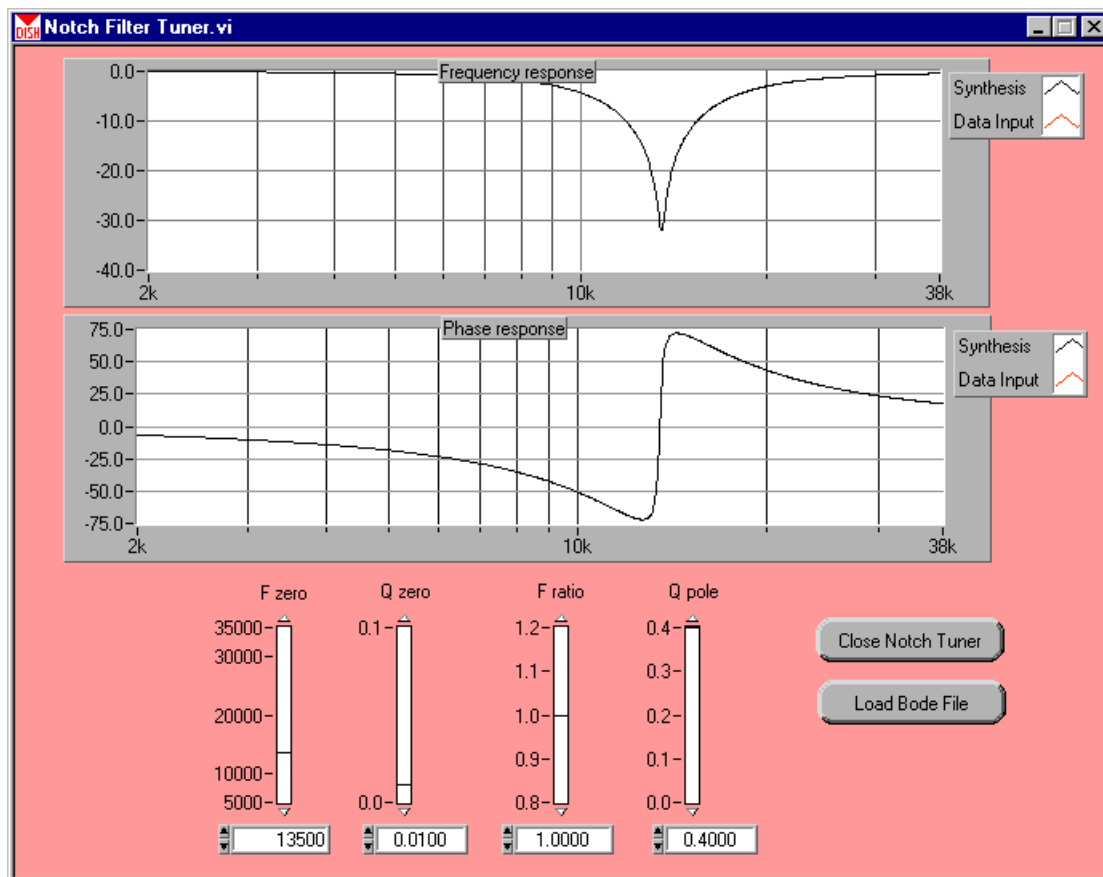 DISH Notch Filter Tuner.vi
Frequency response
0.0
-10.0
-20.0
-30.0
-40.0
2k 10k 38k
Synthesis
Data Input
Phase response
75.0
50.0
25.0
0.0
-25.0
-50.0
-75.0
2k 10k 38k
Synthesis
Data Input
F zero Q zero F ratio Q pole
35000 0.1 1.2 0.4
30000 1.1 0.3
20000 1.0 0.2
10000 0.9 0.1
5000 0.0 0.8 0.0
13500 0.0100 1.0000 0.4000
Close Notch Tuner
Load Bode File